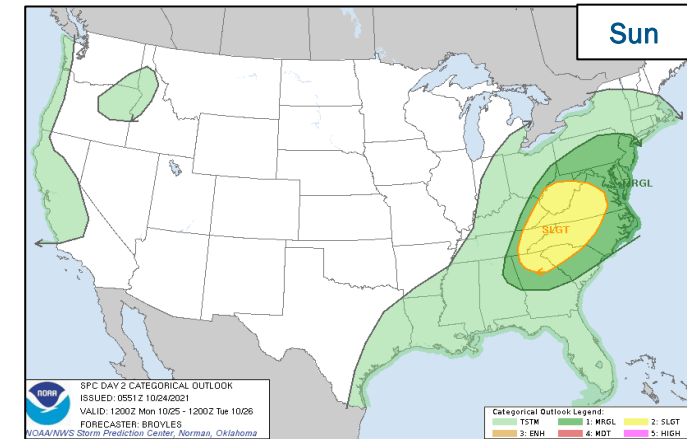 Sun
MRGL
SLGT
NOAA
SPC DAY 2 CATEGORICAL OUTLOOK
ISSUED: 0551Z 10/24/2021
VALID: 1200Z Mon 10/25 - 1200Z Tue 10/26
FORECASTER: BROYLES
NOAA/NWS Storm Prediction Center, Norman, Oklahoma
Categorical Outlook Legend:
TSTM 1: MRGL 2: SLGT
3: ENH 4: MDT 5: HIGH